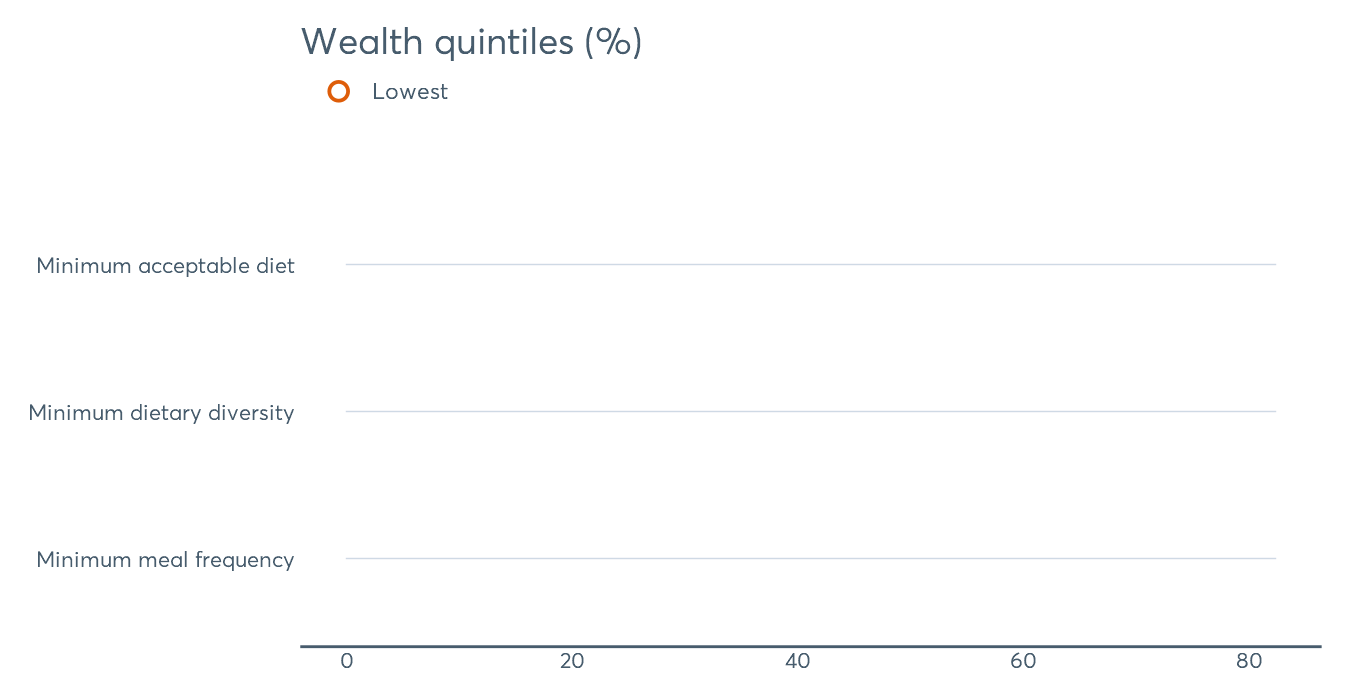 Wealth quintiles (%)
Lowest
Minimum acceptable diet
Minimum dietary diversity
Minimum meal frequency
0 20 40 60 80